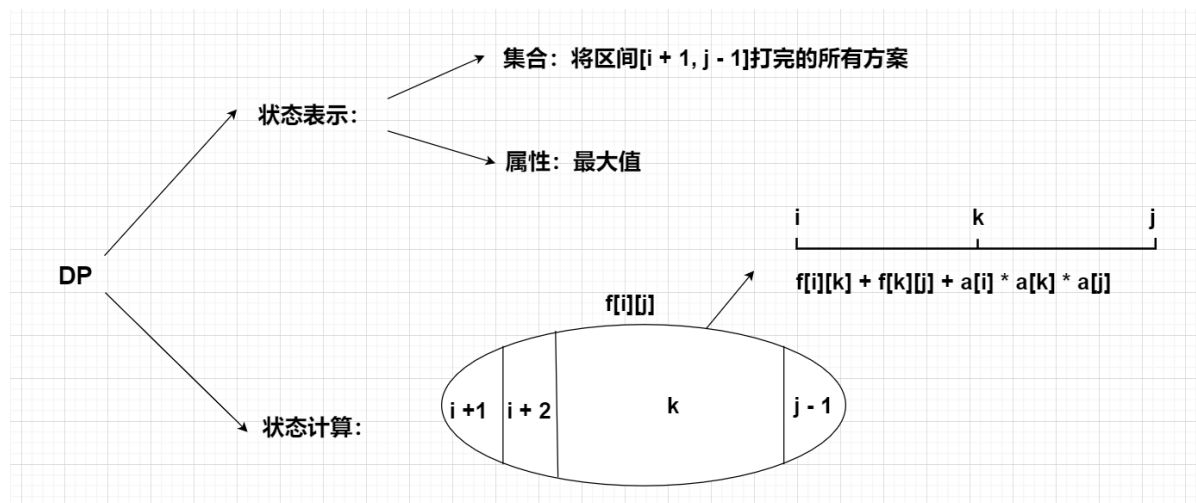 集合：将区间[i + 1, j - 1]打完的所有方案
状态表示：
属性：最大值
i k j
DP
f[i][k] + f[k][j] + a[i] * a[k] * a[j]
f[i][j]
i +1 i + 2 k j - 1
状态计算：